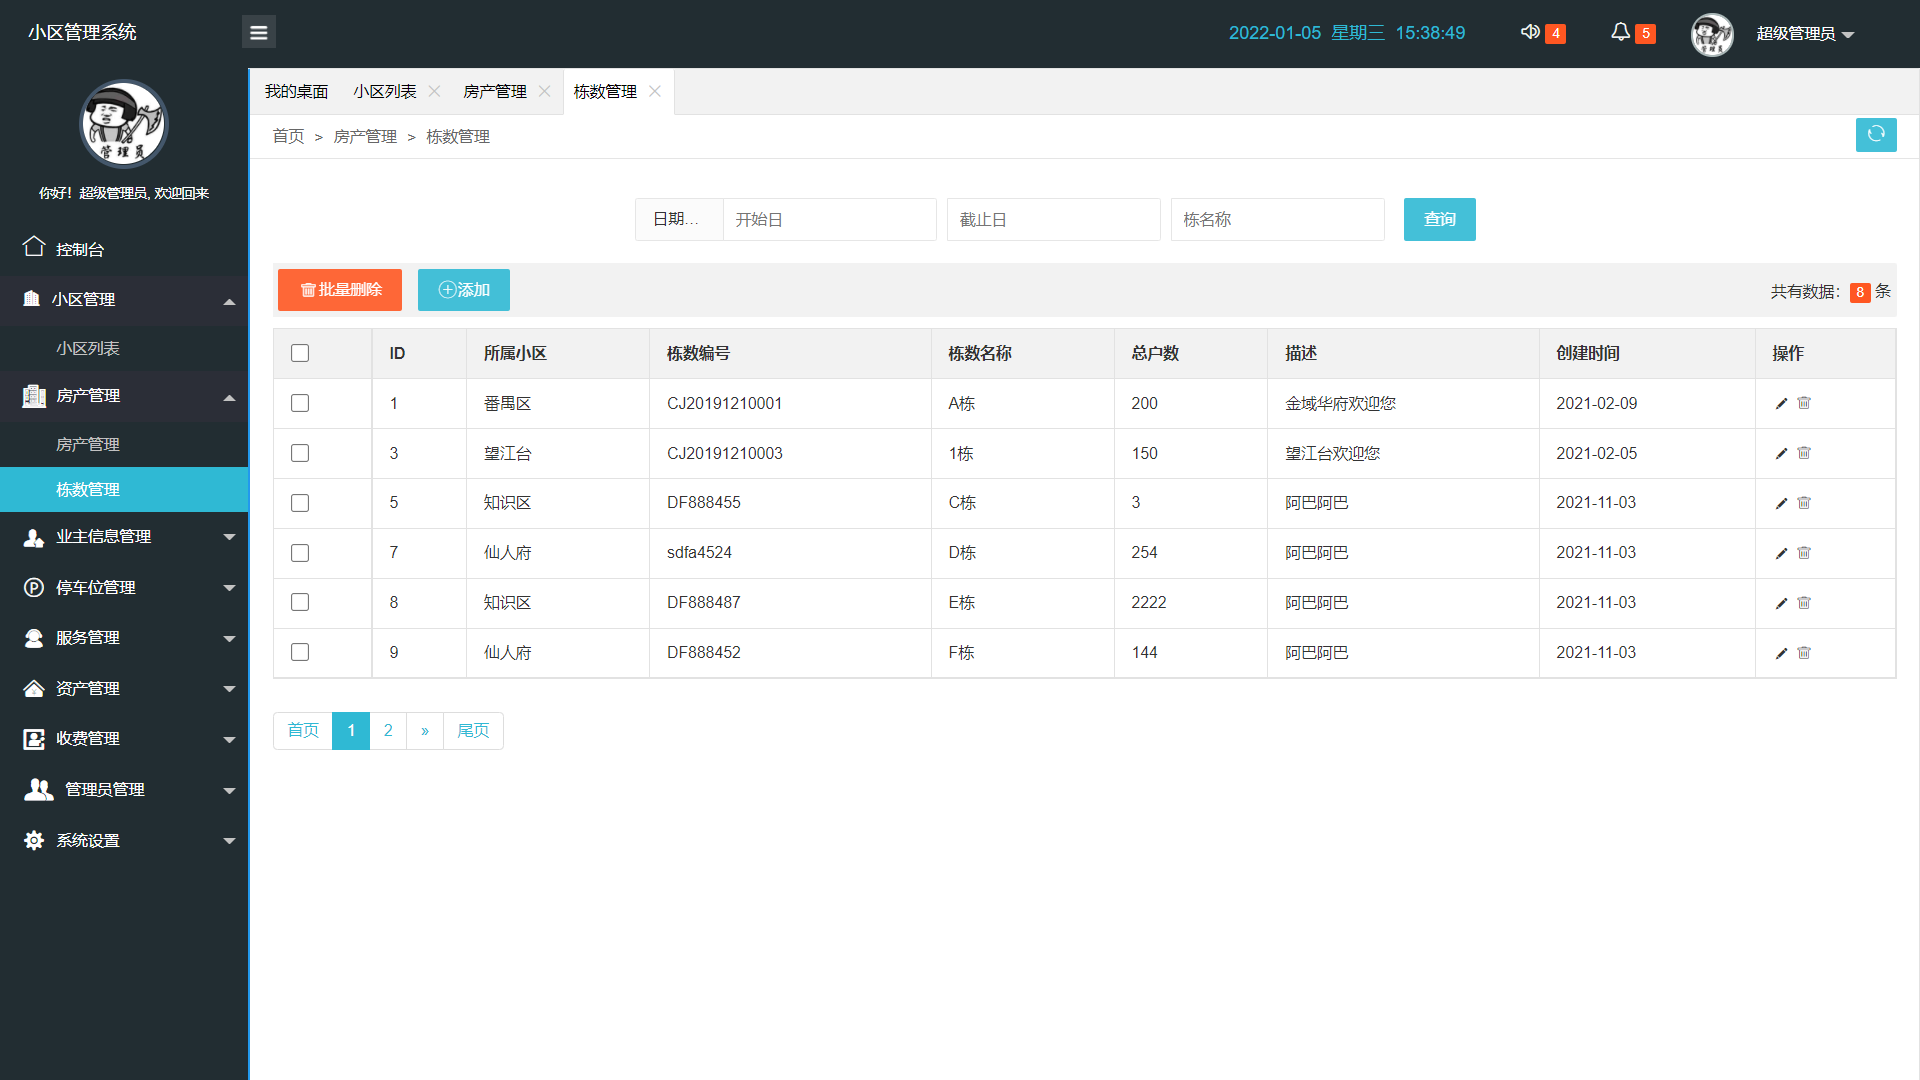 小区管理系统
2022-01-05 星期三 15:38:49
4
5
超级管理员
管理员
你好！超级管理员, 欢迎回来
控制台
小区管理
小区列表
房产管理
房产管理
栋数管理
业主信息管理
停车位管理
服务管理
资产管理
收费管理
管理员管理
系统设置
我的桌面 小区列表 房产管理 栋数管理
首页 > 房产管理 > 栋数管理
日期... 开始日 截止日 栋名称 查询
批量删除 添加 共有数据： 8 条
ID 所属小区 栋数编号 栋数名称 总户数 描述 创建时间 操作
1 番禺区 CJ20191210001 A栋 200 金域华府欢迎您 2021-02-09
3 望江台 CJ20191210003 1栋 150 望江台欢迎您 2021-02-05
5 知识区 DF888455 C栋 3 阿巴阿巴 2021-11-03
7 仙人府 sdfa4524 D栋 254 阿巴阿巴 2021-11-03
8 知识区 DF888487 E栋 2222 阿巴阿巴 2021-11-03
9 仙人府 DF888452 F栋 144 阿巴阿巴 2021-11-03
首页 1 2 » 尾页